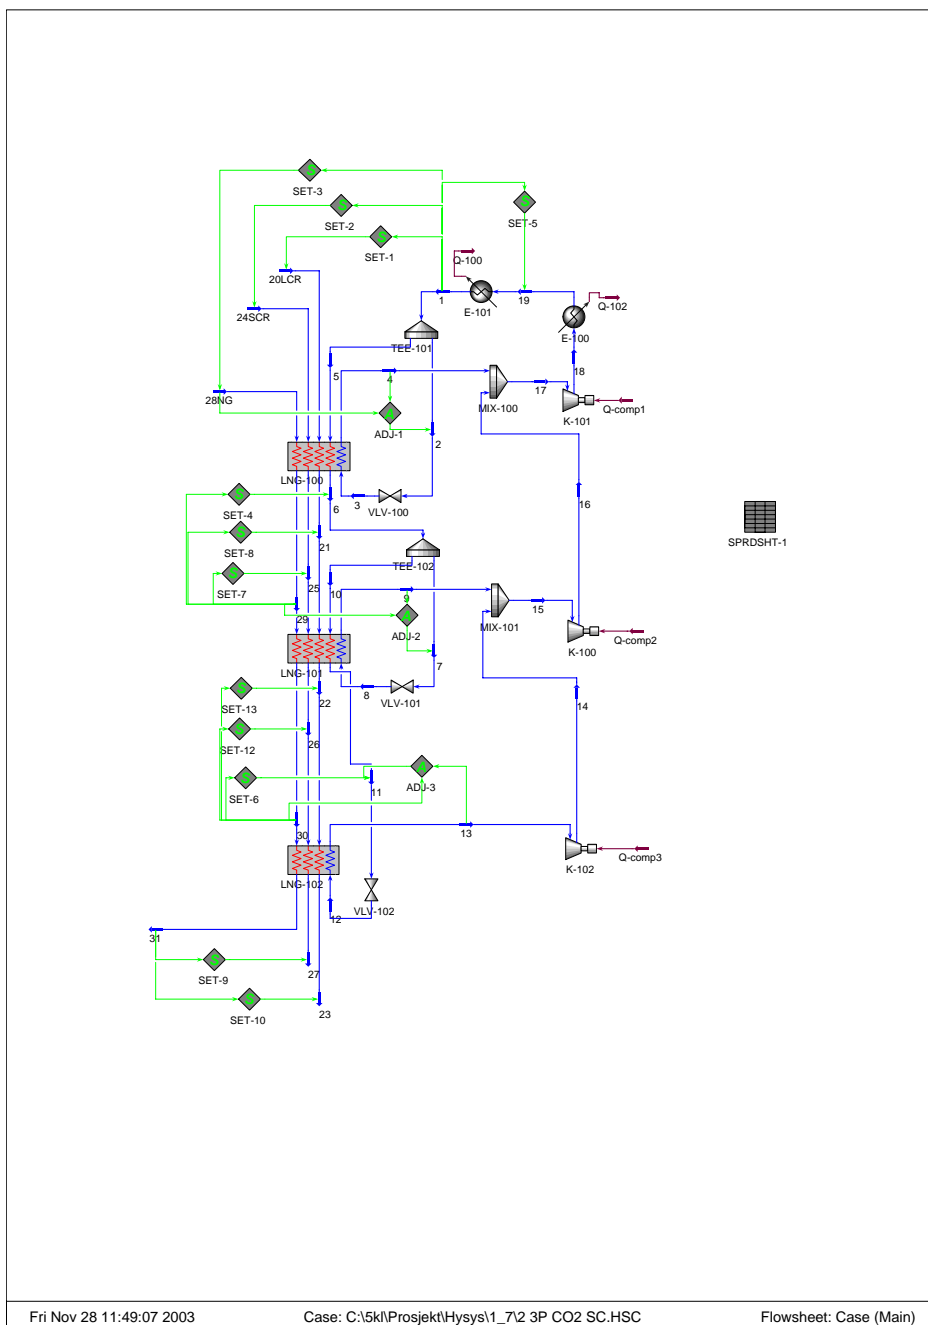 SET-3
SET-2
SET-5
SET-1
Q-100
20LCR
1
19
E-101
Q-102
24SCR
TEE-101
E-100
18
5
4
28NG
17
MIX-100
K-101
Q-comp1
ADJ-1
2
LNG-100
6
3
VLV-100
16
SET-4
SET-8
21
SPRDSHT-1
TEE-102
SET-7
25
10
9
29
15
MIX-101
ADJ-2
K-100
Q-comp2
7
LNG-101
22
8
VLV-101
14
SET-13
26
SET-12
11
ADJ-3
SET-6
30
13
K-102
Q-comp3
LNG-102
12
VLV-102
31
27
SET-9
23
SET-10
Fri Nov 28 11:49:07 2003 Case: C:\5kl\Prosjekt\Hysys\1_7\2 3P CO2 SC.HSC Flowsheet: Case (Main)